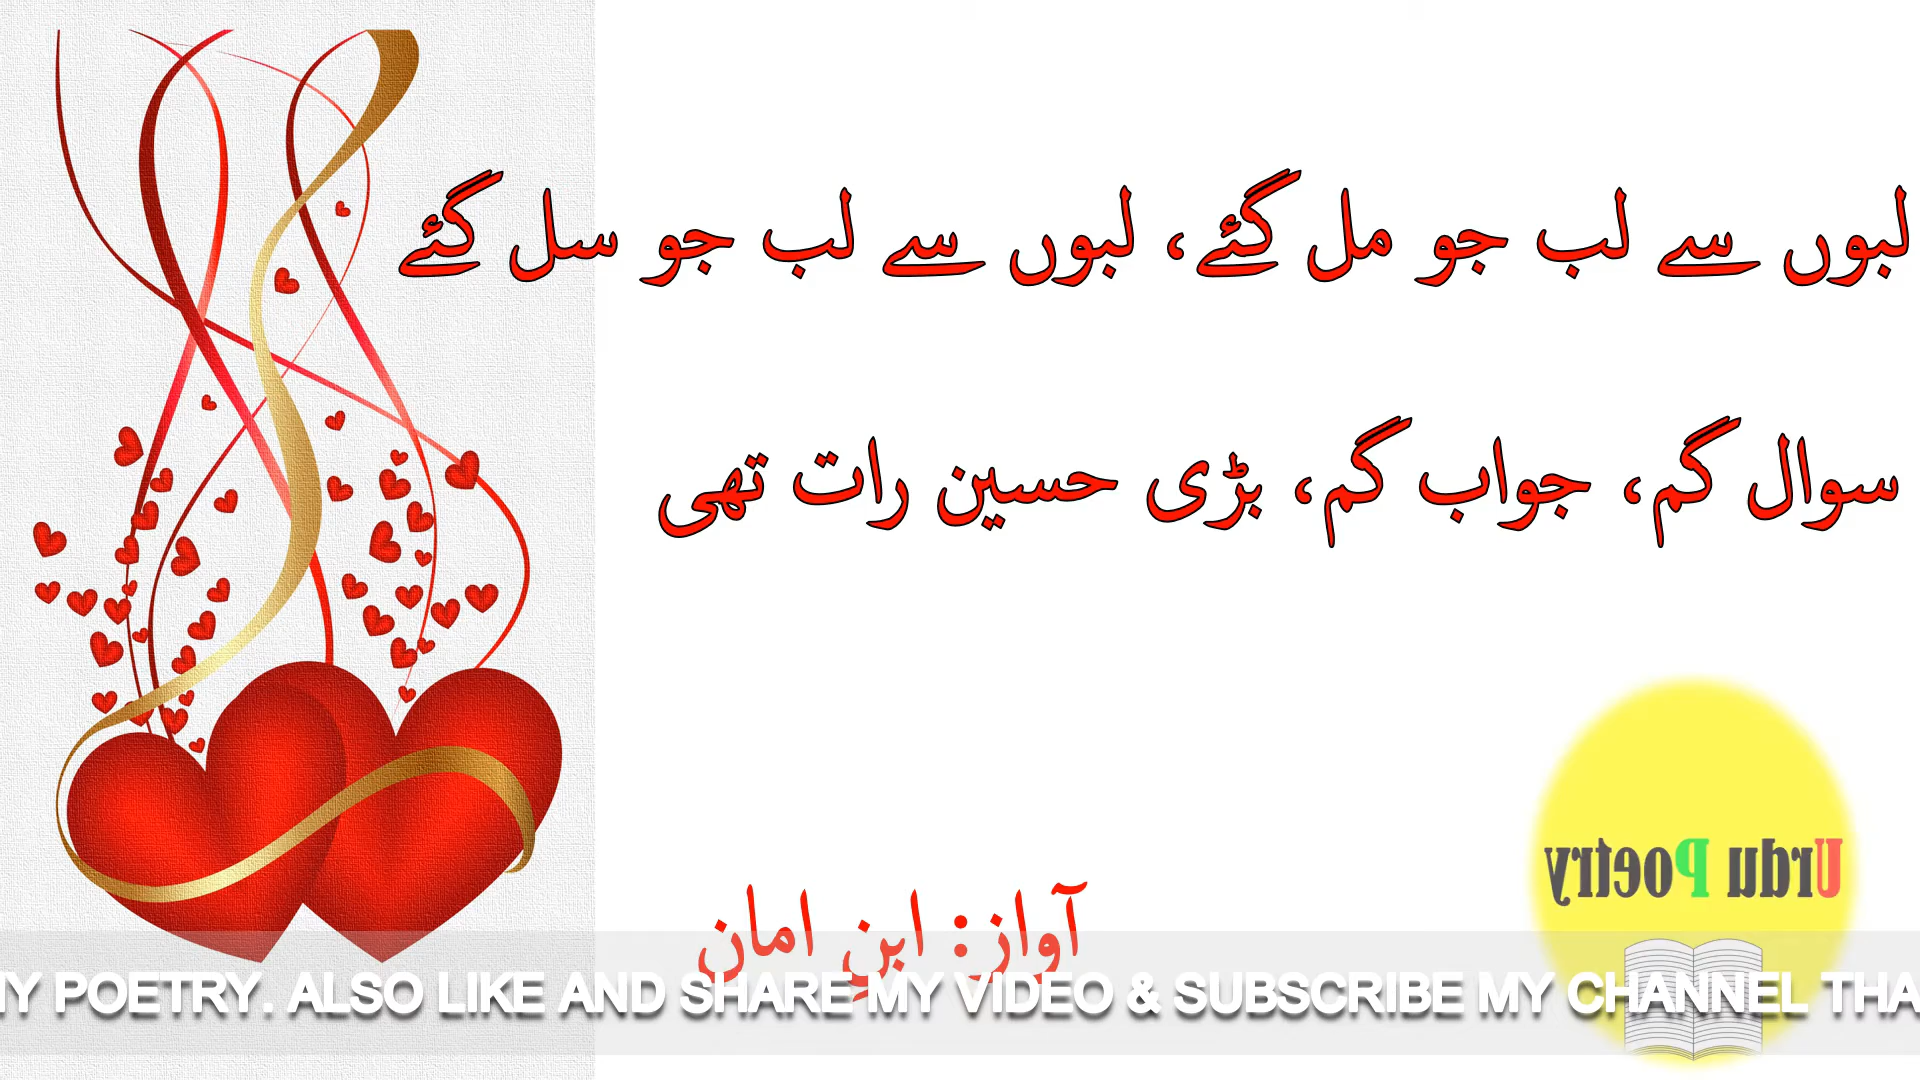 لبوں سے لب جو مل گئے، لبوں سے لب جو سل گئے
سوال گم، جواب گم، بڑی حسین رات تھی
Urdu Poetry
آواز: ابنِ امان
MY POETRY. ALSO LIKE AND SHARE MY VIDEO & SUBSCRIBE MY CHANNEL THA